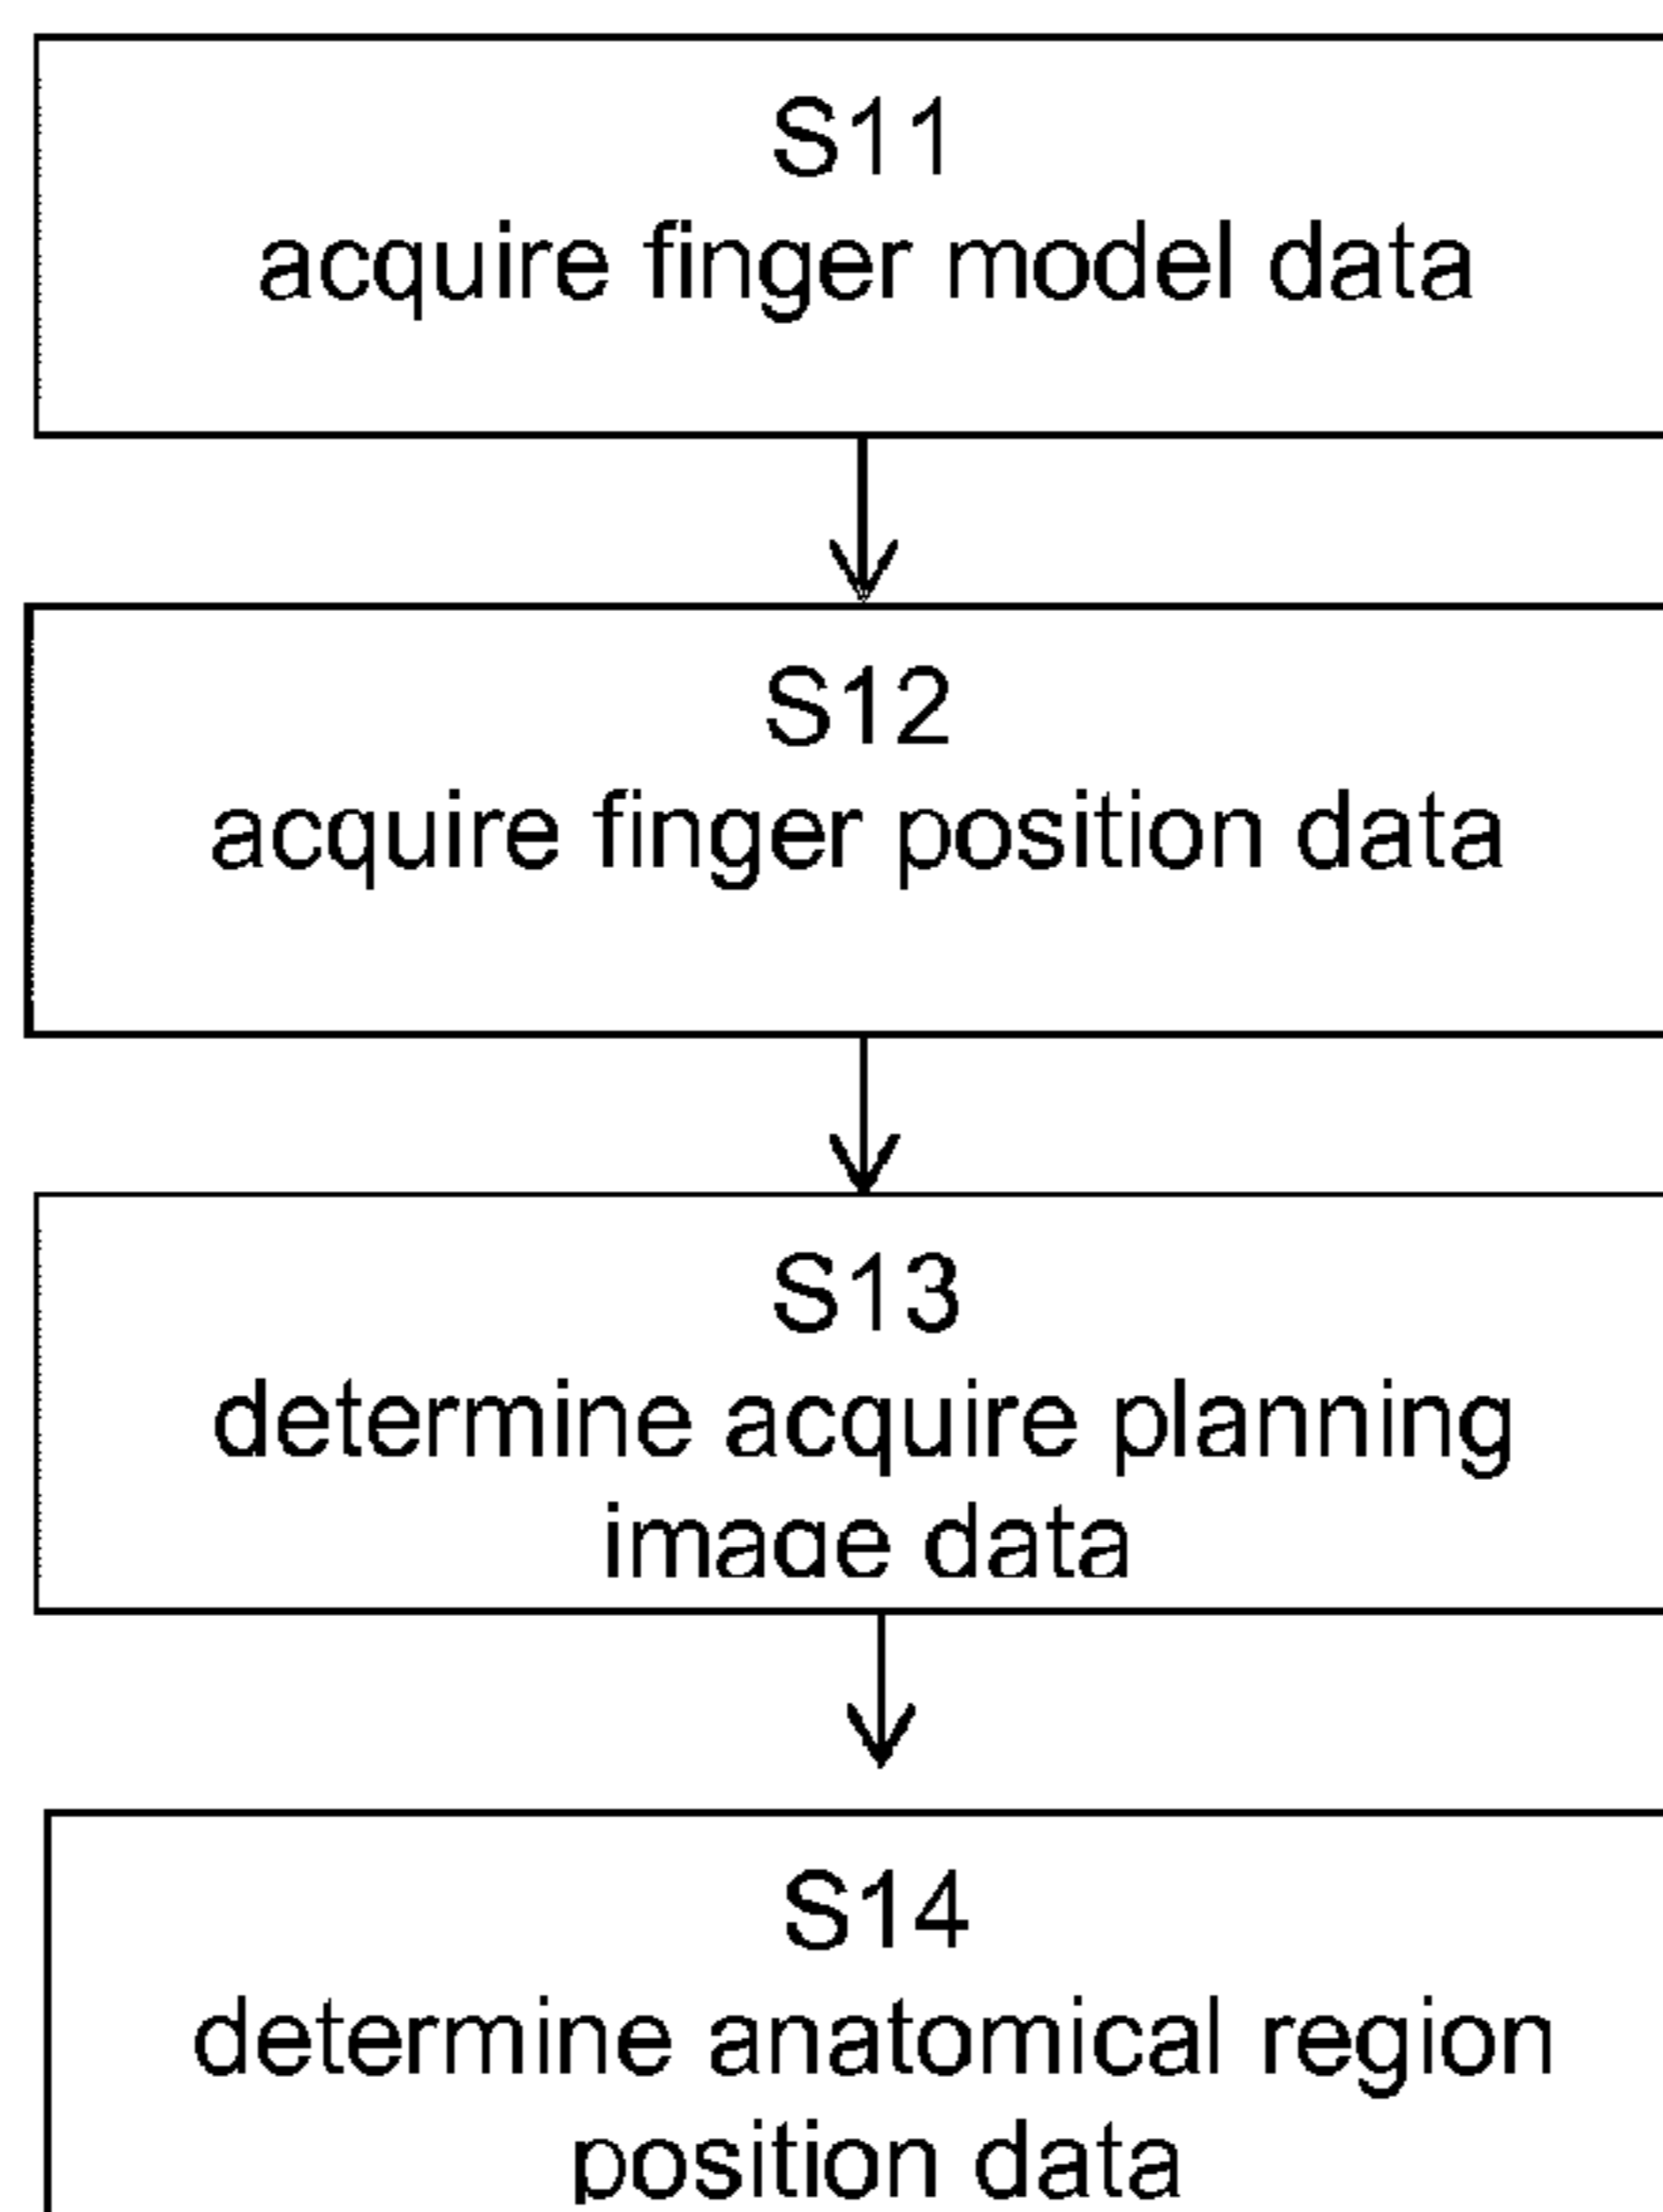 S11
acquire finger model data
S12
acquire finger position data
S13
determine acquire planning
image data
S14
determine anatomical region
position data